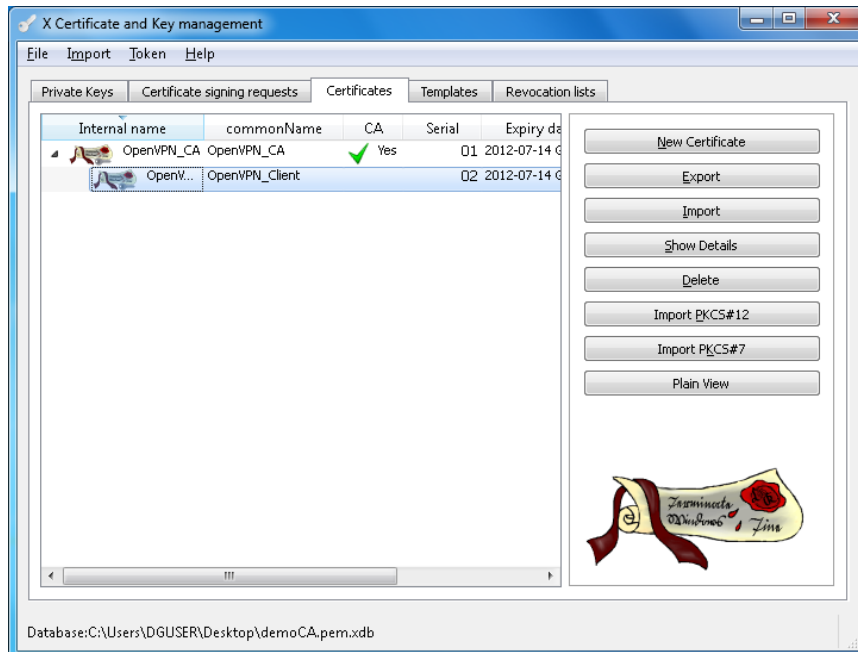 X Certificate and Key management
File Import Token Help
Private Keys Certificate signing requests Certificates Templates Revocation lists
Internal name commonName CA Serial Expiry da
OpenVPN_CA OpenVPN_CA Yes 01 2012-07-14 G
OpenV... OpenVPN_Client 02 2012-07-14 G
New Certificate
Export
Import
Show Details
Delete
Import PKCS#12
Import PKCS#7
Plain View
Windows
Database:C:\Users\DGUSER\Desktop\demoCA.pem.xdb